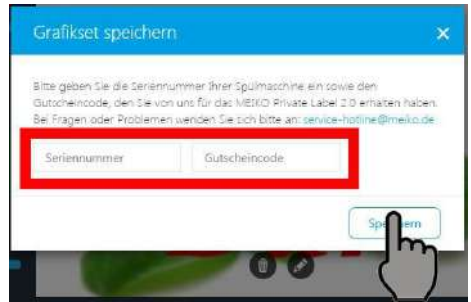 Grafikset speichern
Bitte geben Sie die Seriennummer Ihrer Spülmaschine ein sowie den
Gutscheincode, den Sie von uns für das MEIKO Private Label 2.0 erhalten haben.
Bei Fragen oder Problemen wenden Sie sich bitte an: service-hotline@meiko.de
Seriennummer Gutscheincode